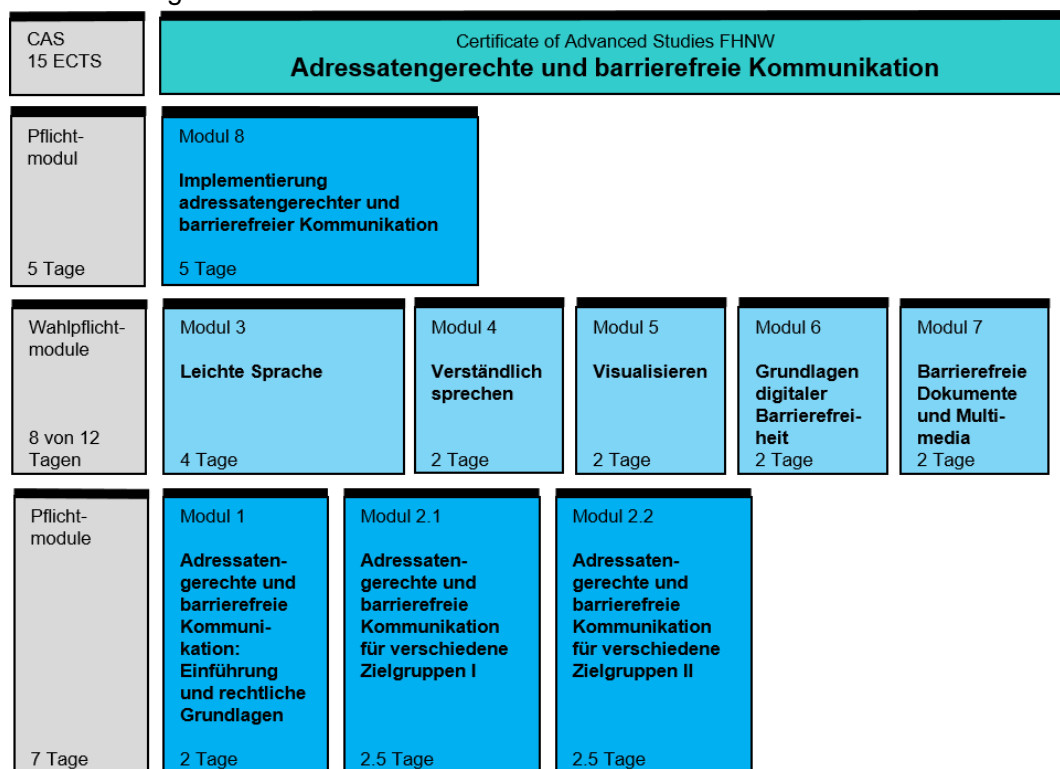 CAS
15 ECTS
Certificate of Advanced Studies FHNW
Adressatengerechte und barrierefreie Kommunikation
Pflicht-
modul
5 Tage
Modul 8
Implementierung
adressatengerechter und
barrierefreier Kommunikation
5 Tage
Wahlpflicht-
module
8 von 12
Tagen
Modul 3
Leichte Sprache
4 Tage
Modul 4
Verständlich
sprechen
2 Tage
Modul 5
Visualisieren
2 Tage
Modul 6
Grundlagen
digitaler
Barrierefrei-
heit
2 Tage
Modul 7
Barrierefreie
Dokumente
und Multi-
media
2 Tage
Pflicht-
module
7 Tage
Modul 1
Adressaten-
gerechte und
barrierefreie
Kommuni-
kation:
Einführung
und rechtliche
Grundlagen
2 Tage
Modul 2.1
Adressaten-
gerechte und
barrierefreie
Kommunikation
für verschiedene
Zielgruppen I
2.5 Tage
Modul 2.2
Adressaten-
gerechte und
barrierefreie
Kommunikation
für verschiedene
Zielgruppen II
2.5 Tage